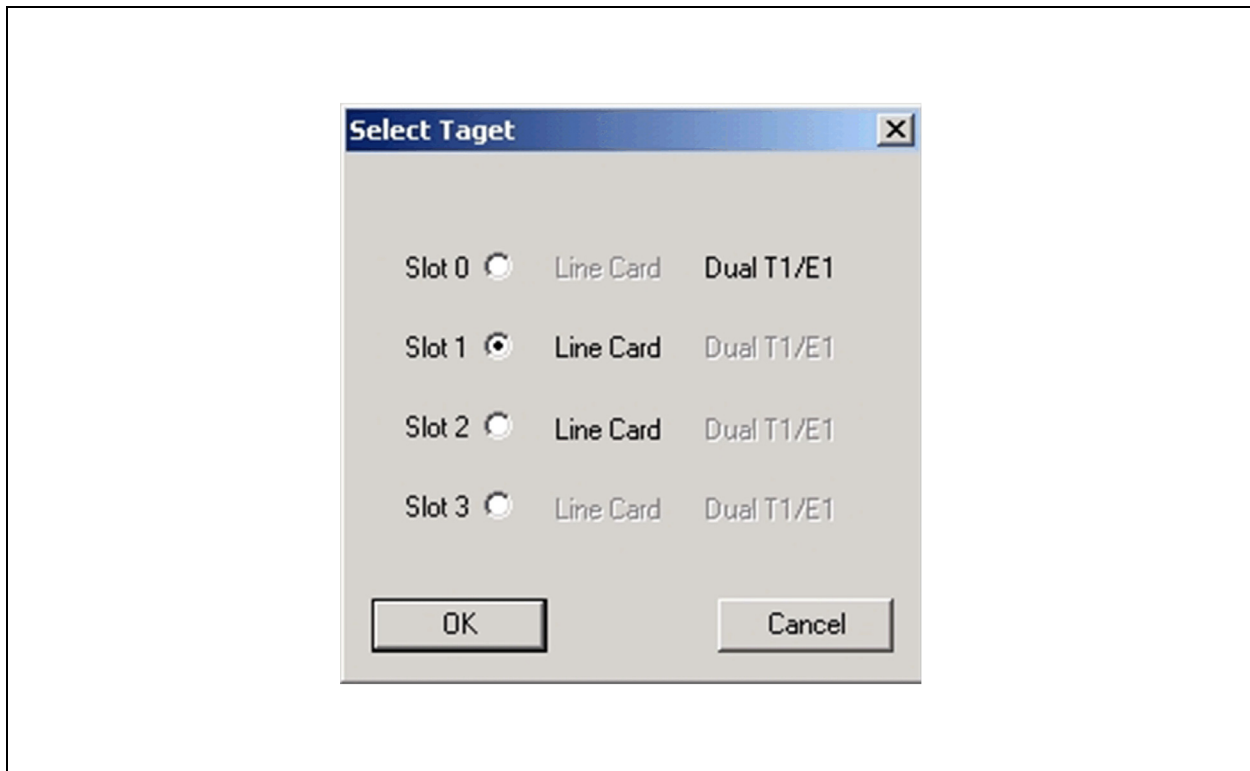 Select Taget
Slot 0 Line Card Dual T1/E1
Slot 1 Line Card Dual T1/E1
Slot 2 Line Card Dual T1/E1
Slot 3 Line Card Dual T1/E1
OK Cancel